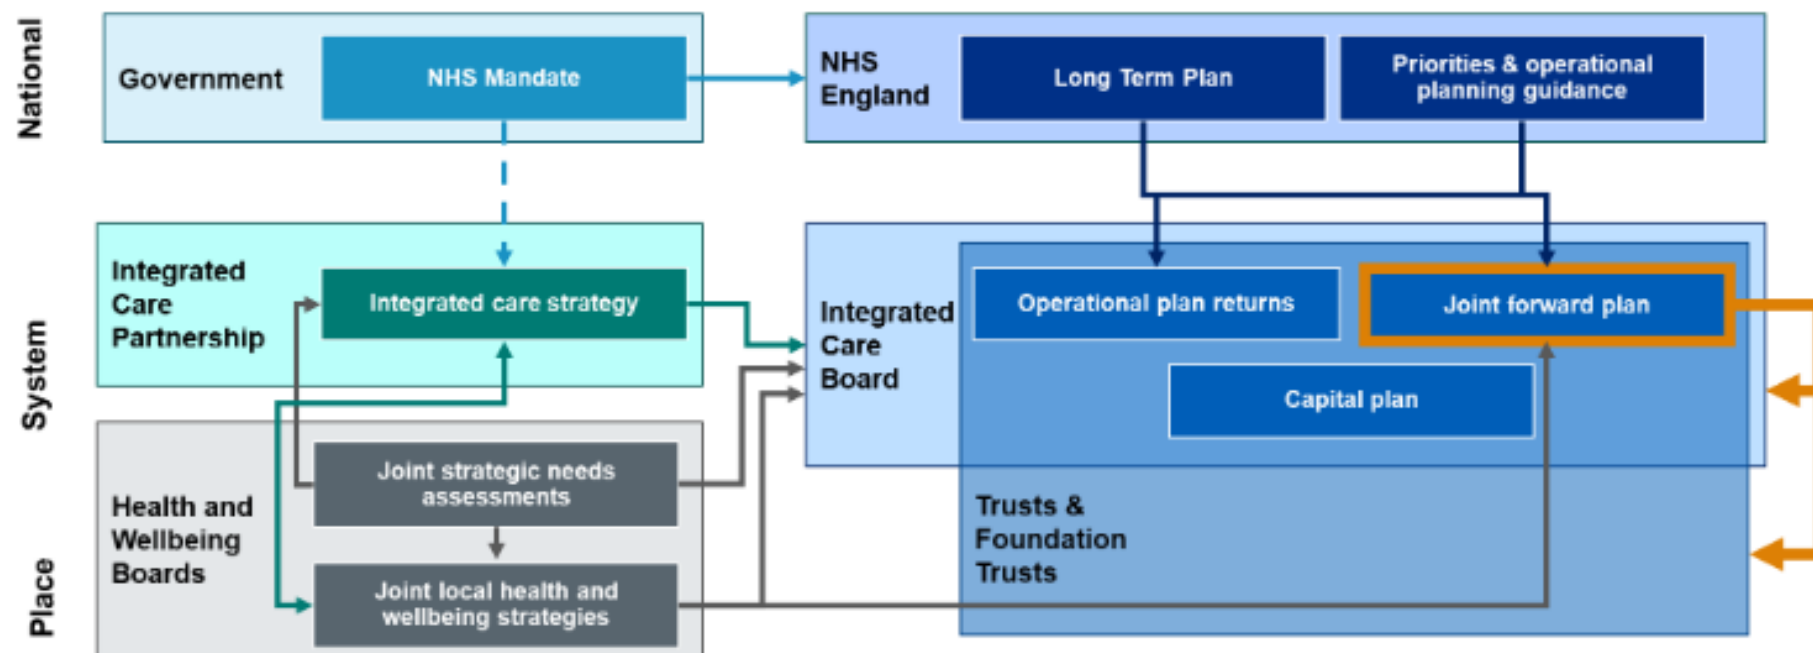 National
Government
NHS Mandate
NHS
England
Long Term Plan
Priorities & operational
planning guidance
System
Integrated
Care
Partnership
Integrated care strategy
Integrated
Care
Board
Operational plan returns
Joint forward plan
Capital plan
Place
Health and
Wellbeing
Boards
Joint strategic needs
assessments
Joint local health and
wellbeing strategies
Trusts &
Foundation
Trusts